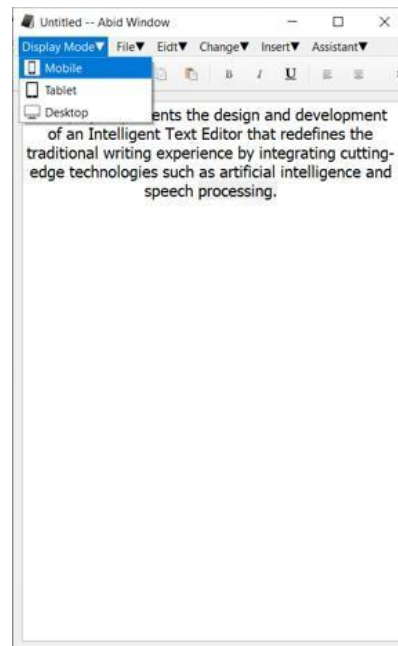 Untitled -- Abid Window
Display Mode▼ File▼ Eidt▼ Change▼ Insert▼ Assistant▼
Mobile
B I U
Tablet
Desktop
ents the design and development
of an Intelligent Text Editor that redefines the
traditional writing experience by integrating cutting-
edge technologies such as artificial intelligence and
speech processing.